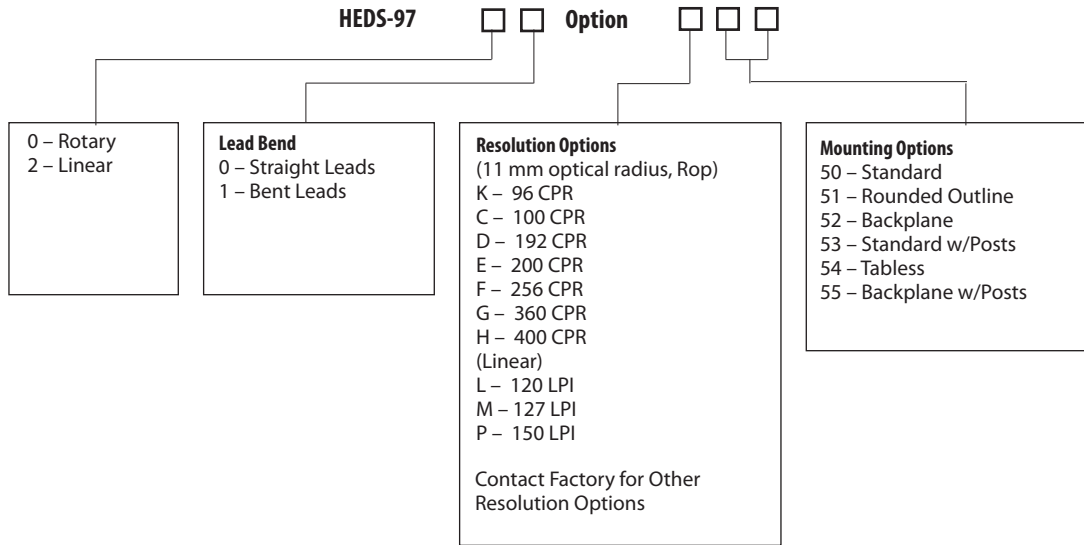 HEDS-97 Option
0 – Rotary
2 – Linear
Lead Bend
0 – Straight Leads
1 – Bent Leads
Resolution Options
(11 mm optical radius, Rop)
K – 96 CPR
C – 100 CPR
D – 192 CPR
E – 200 CPR
F – 256 CPR
G – 360 CPR
H – 400 CPR
(Linear)
L – 120 LPI
M – 127 LPI
P – 150 LPI
Contact Factory for Other
Resolution Options
Mounting Options
50 – Standard
51 – Rounded Outline
52 – Backplane
53 – Standard w/Posts
54 – Tabless
55 – Backplane w/Posts